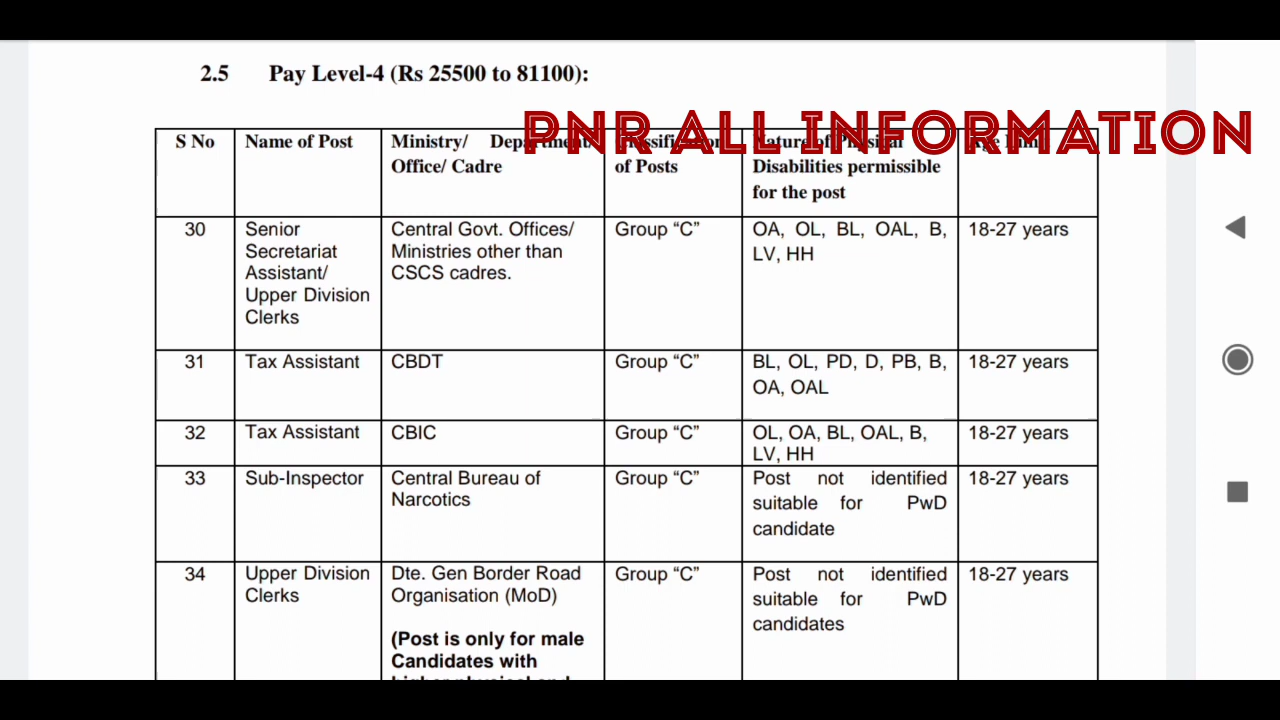 2.5 Pay Level-4 (Rs 25500 to 81100):
PNR ALL INFORMATION
S No
Name of Post
Ministry/ Department
Office/ Cadre
of Posts
Nature of Physical
Disabilities permissible
for the post
30
Senior
Secretariat
Assistant/
Upper Division
Clerks
Central Govt. Offices/
Ministries other than
CSCS cadres.
Group “C”
OA, OL, BL, OAL, B,
LV, HH
18-27 years
31
Tax Assistant
CBDT
Group “C”
BL, OL, PD, D, PB, B,
OA, OAL
18-27 years
32
Tax Assistant
CBIC
Group “C”
OL, OA, BL, OAL, B,
LV, HH
18-27 years
33
Sub-Inspector
Central Bureau of
Narcotics
Group “C”
Post not identified
suitable for PwD
candidate
18-27 years
34
Upper Division
Clerks
Dte. Gen Border Road
Organisation (MoD)
(Post is only for male
Candidates with
Group “C”
Post not identified
suitable for PwD
candidates
18-27 years